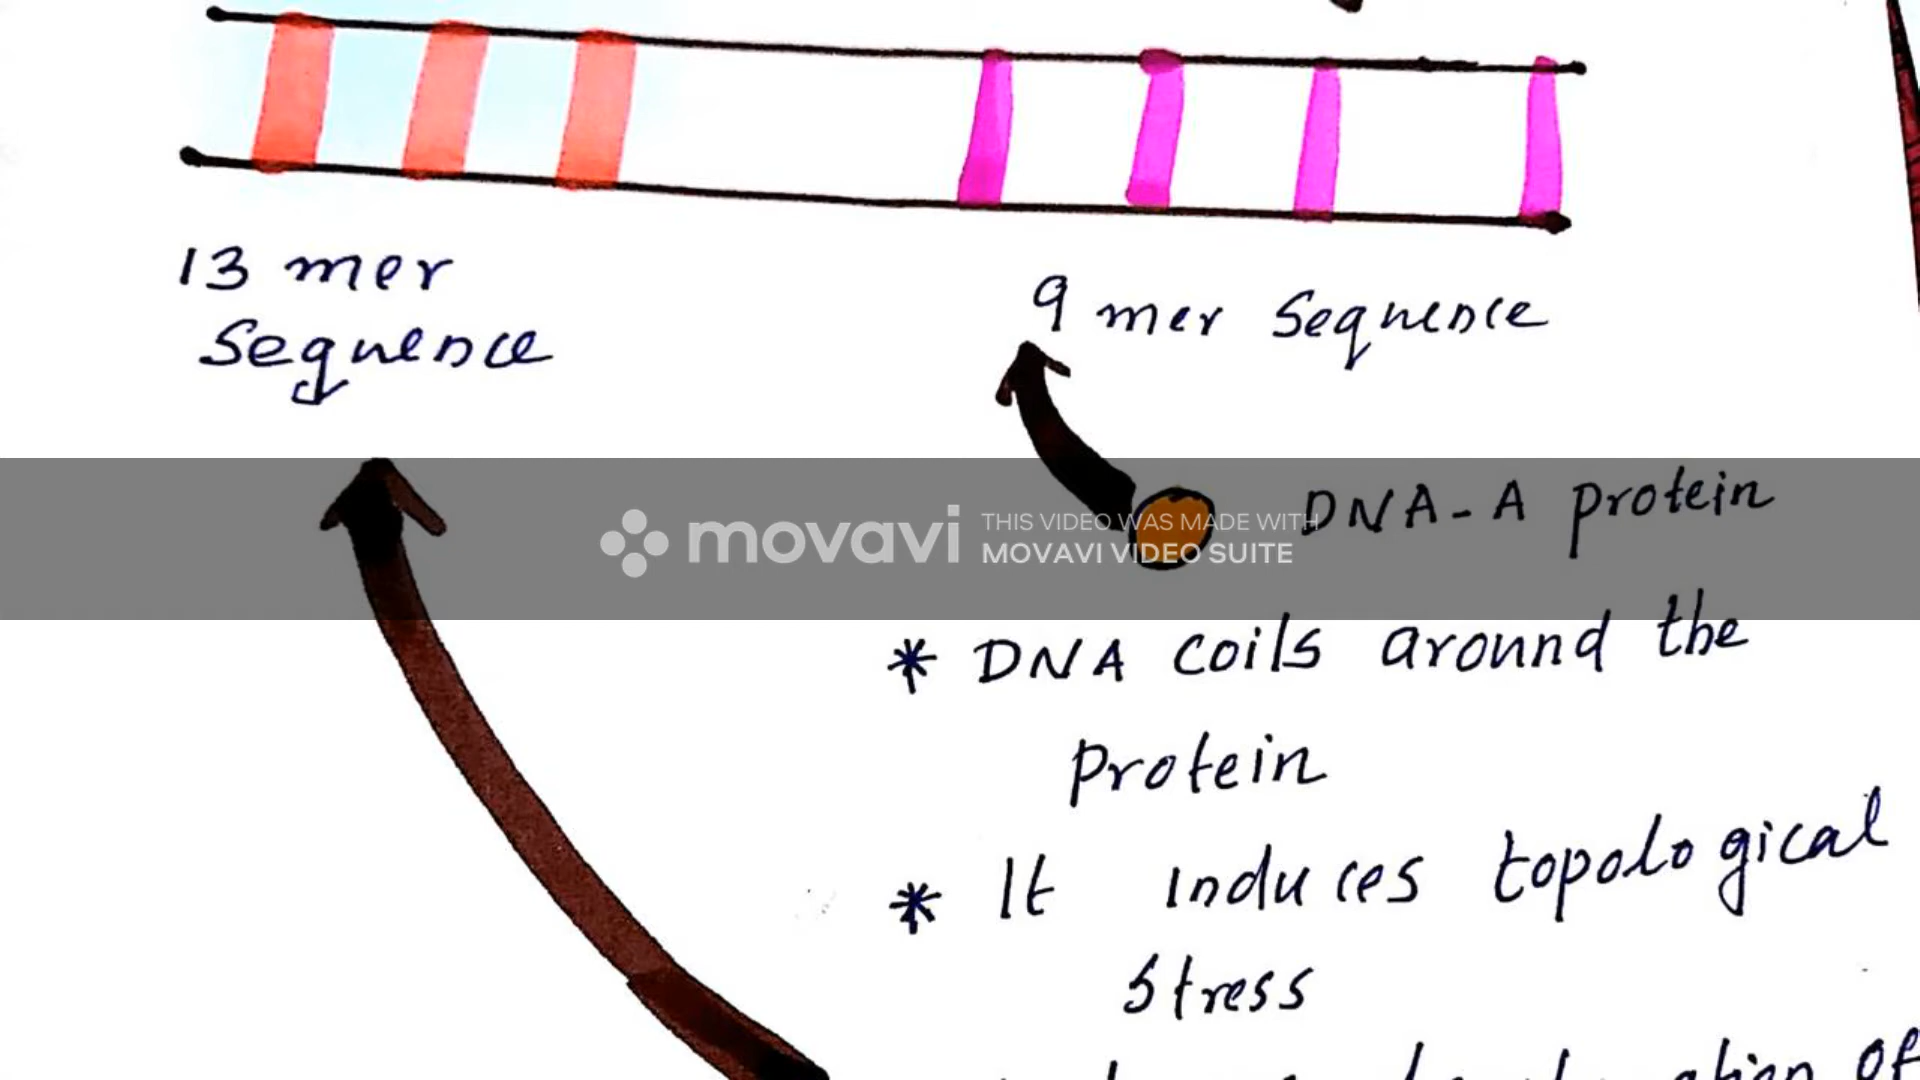 13 mer
Sequence
9 mer Sequence
DNA-A protein
movavi
THIS VIDEO WAS MADE WITH
MOVAVI VIDEO SUITE
* DNA coils around the
protein
* It induces topological
stress
of